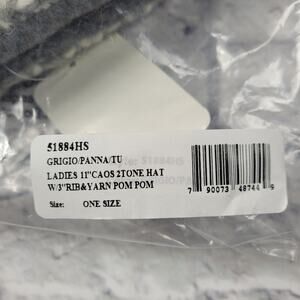 51884HS
GRIGIO/PANNA/TU
LADIES 11"CAOS 2TONE HAT
W/3"RIB&YARN POM POM
Size: ONE SIZE
7 90073 48744 9
51884HS